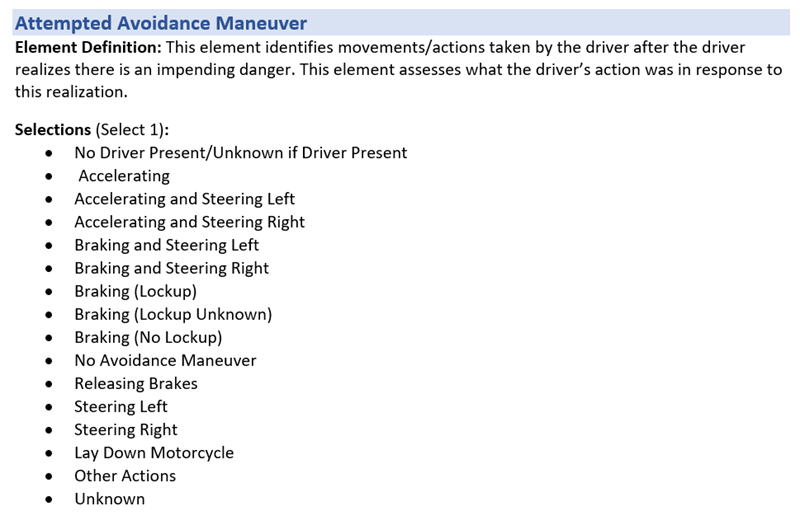 Attempted Avoidance Maneuver
Element Definition: This element identifies movements/actions taken by the driver after the driver
realizes there is an impending danger. This element assesses what the driver’s action was in response to
this realization.
Selections (Select 1):
• No Driver Present/Unknown if Driver Present
• Accelerating
• Accelerating and Steering Left
• Accelerating and Steering Right
• Braking and Steering Left
• Braking and Steering Right
• Braking (Lockup)
• Braking (Lockup Unknown)
• Braking (No Lockup)
• No Avoidance Maneuver
• Releasing Brakes
• Steering Left
• Steering Right
• Lay Down Motorcycle
• Other Actions
• Unknown